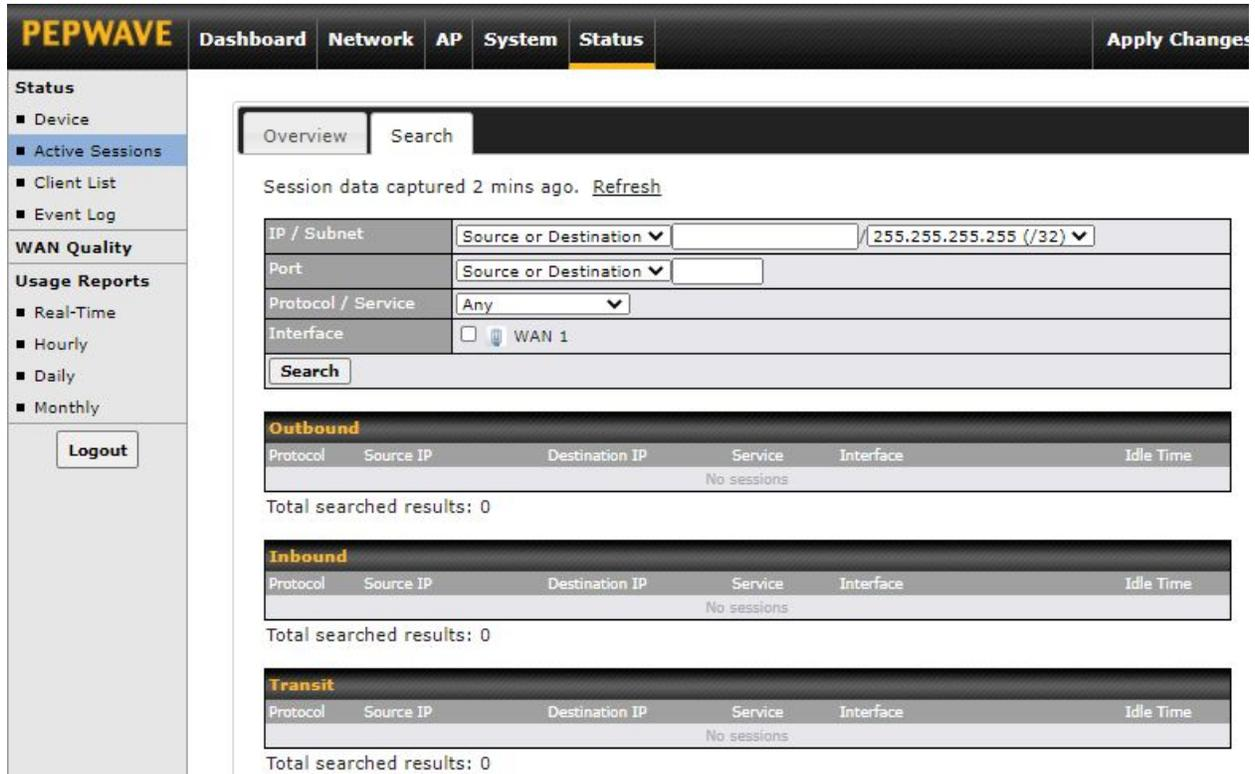 PEPWAVE Dashboard Network AP System Status Apply Changes
Status
Device
Active Sessions
Client List
Event Log
WAN Quality
Usage Reports
Real-Time
Hourly
Daily
Monthly
Logout
Overview Search
Session data captured 2 mins ago. Refresh
IP / Subnet Source or Destination / 255.255.255.255 (/32)
Port Source or Destination
Protocol / Service Any
Interface WAN 1
Search
Outbound
Protocol Source IP Destination IP Service Interface Idle Time
No sessions
Total searched results: 0
Inbound
Protocol Source IP Destination IP Service Interface Idle Time
No sessions
Total searched results: 0
Transit
Protocol Source IP Destination IP Service Interface Idle Time
No sessions
Total searched results: 0